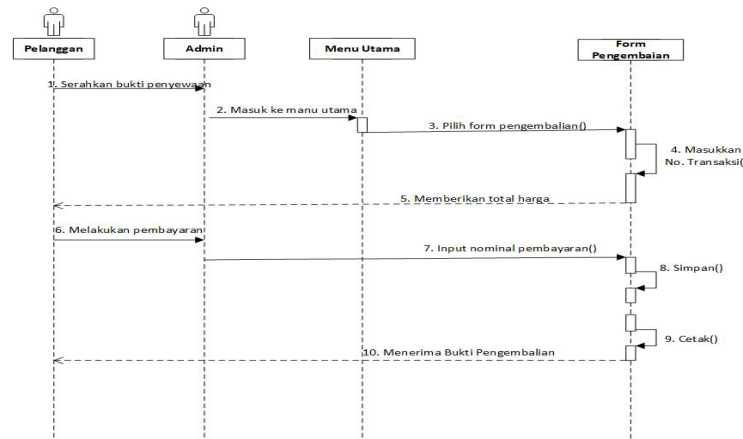 Pelanggan
Admin
Menu Utama
Form
Pengembaian
1. Serahkan bukti penyewaan
2. Masuk ke manu utama
3. Pilih form pengembalian()
4. Masukkan
No. Transaksi(
5. Memberikan total harga
6. Melakukan pembayaran
7. Input nominal pembayaran()
8. Simpan()
9. Cetak()
10. Menerima Bukti Pengembalian